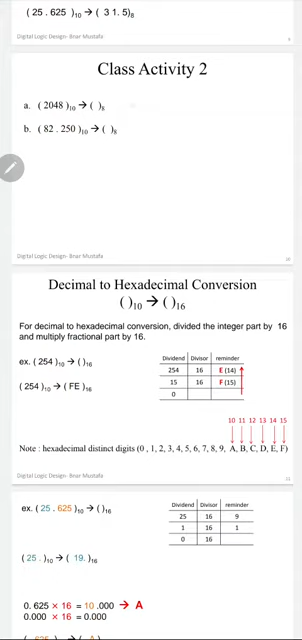 ( 25 . 625 )10 → ( 3 1. 5)8
Digital Logic Design- Briar Mustafa
9
Class Activity 2
a. ( 2048 )10 → ( )8
b. ( 82 . 250 )10 → ( )8
Digital Logic Design- Briar Mustafa
10
Decimal to Hexadecimal Conversion
( )10 → ( )16
For decimal to hexadecimal conversion, divided the integer part by 16
and multiply fractional part by 16.
ex. ( 254 )10 → ( )16
( 254 )10 → ( FE )16
Dividend Divisor reminder
254 16 E (14)
15 16 F (15)
0
10 11 12 13 14 15
Note : hexadecimal distinct digits (0 , 1, 2, 3, 4, 5, 6, 7, 8, 9, A, B, C, D, E, F)
Digital Logic Design- Briar Mustafa
11
ex. ( 25 . 625 )10 → ( )16
Dividend Divisor reminder
25 16 9
1 16 1
0 16
( 25 . )10 → ( 19. )16
0. 625 × 16 = 10 .000 → A
0.000 × 16 = 0.000